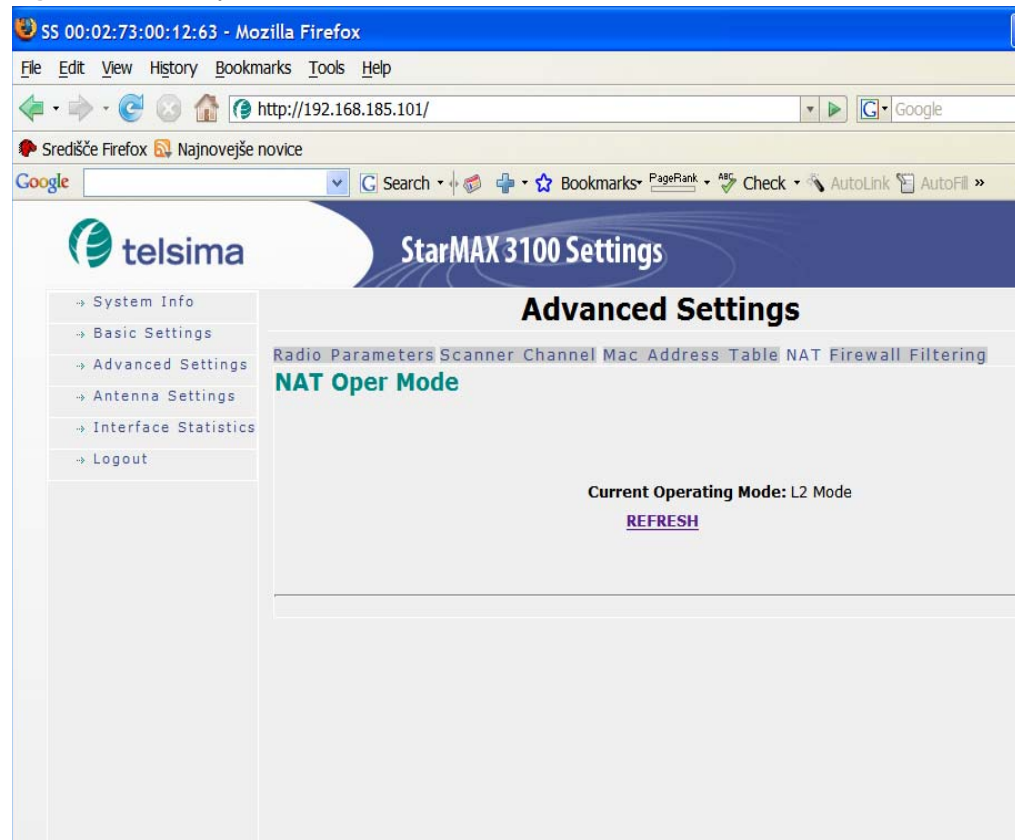 SS 00:02:73:00:12:63 - Mozilla Firefox
File Edit View History Bookmarks Tools Help
http://192.168.185.101/ G Google
Središče Firefox Najnovejše novice
Google G Search Bookmarks PageRank ABC Check AutoLink AutoFill »
telsima StarMAX 3100 Settings
System Info
Basic Settings
Advanced Settings
Antenna Settings
Interface Statistics
Logout
Advanced Settings
Radio Parameters Scanner Channel Mac Address Table NAT Firewall Filtering
NAT Oper Mode
Current Operating Mode: L2 Mode
REFRESH